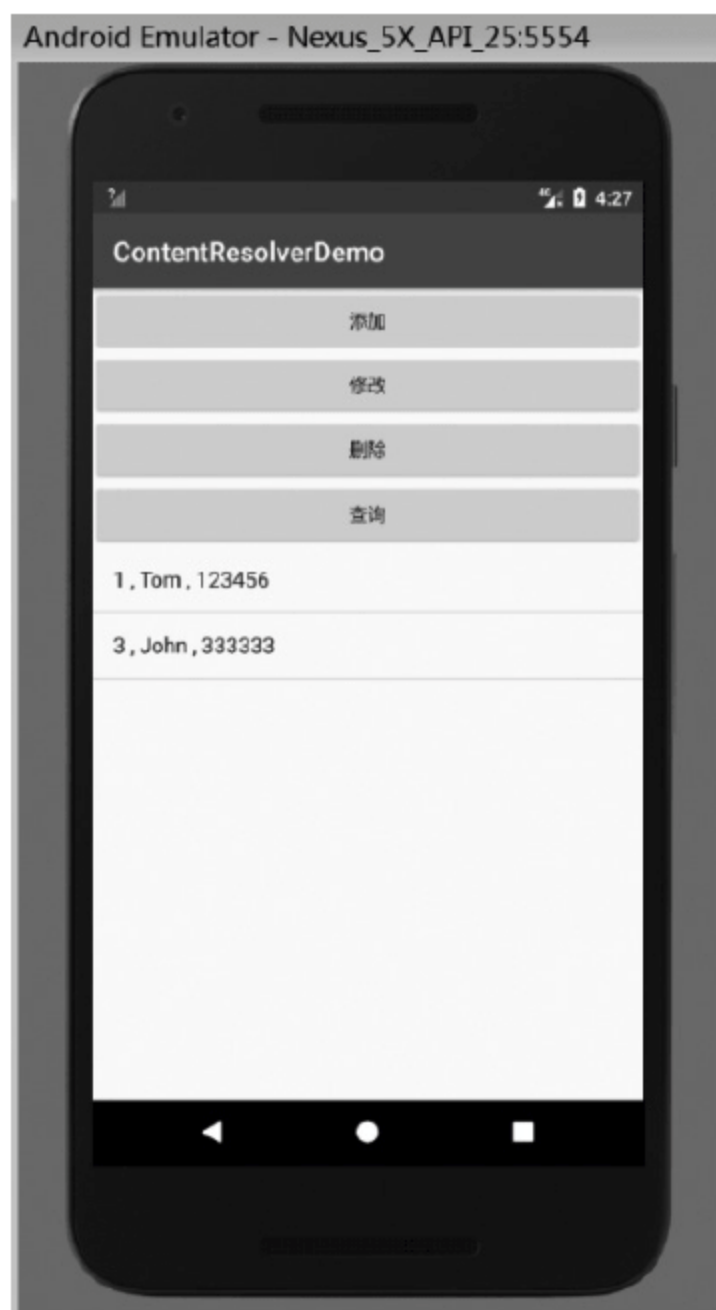 Android Emulator - Nexus_5X_API_25:5554
4G 4:27
ContentResolverDemo
添加
修改
删除
查询
1 , Tom , 123456
3 , John , 333333